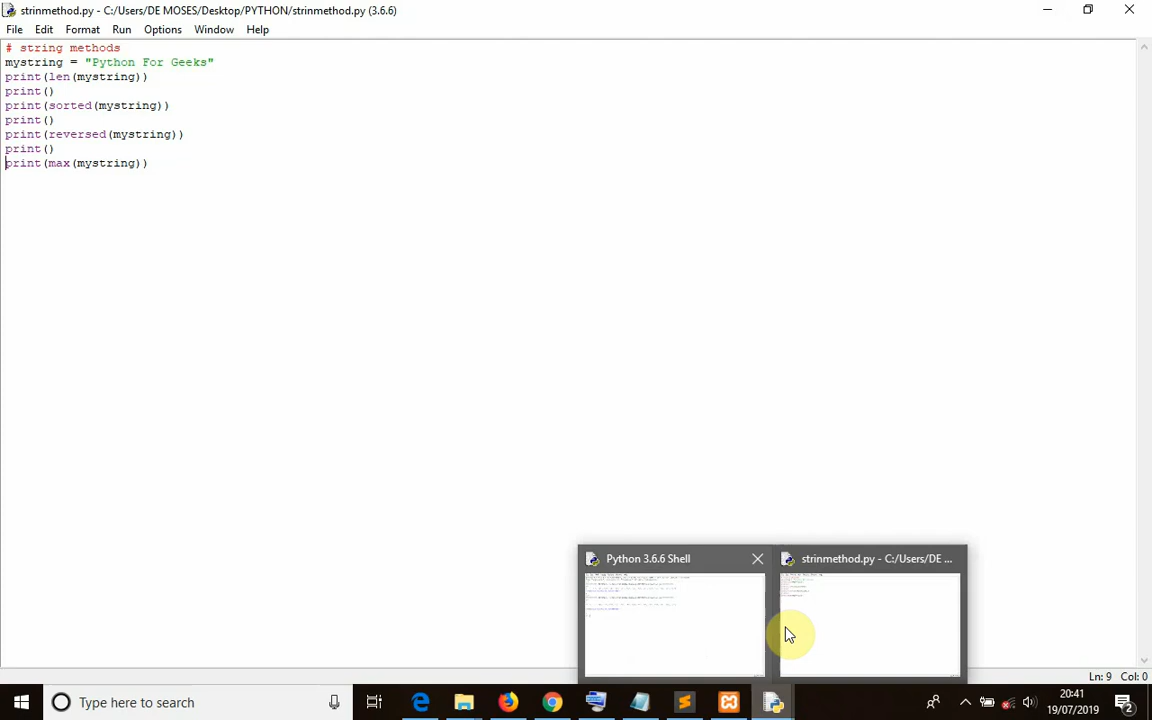 strinmethod.py - C:/Users/DE MOSES/Desktop/PYTHON/strinmethod.py (3.6.6)
File Edit Format Run Options Window Help
# string methods
mystring = "Python For Geeks"
print(len(mystring))
print()
print(sorted(mystring))
print()
print(reversed(mystring))
print()
print(max(mystring))
Python 3.6.6 Shell
strinmethod.py - C:/Users/DE ...
Ln: 9 Col: 0
Type here to search
20:41
19/07/2019
2